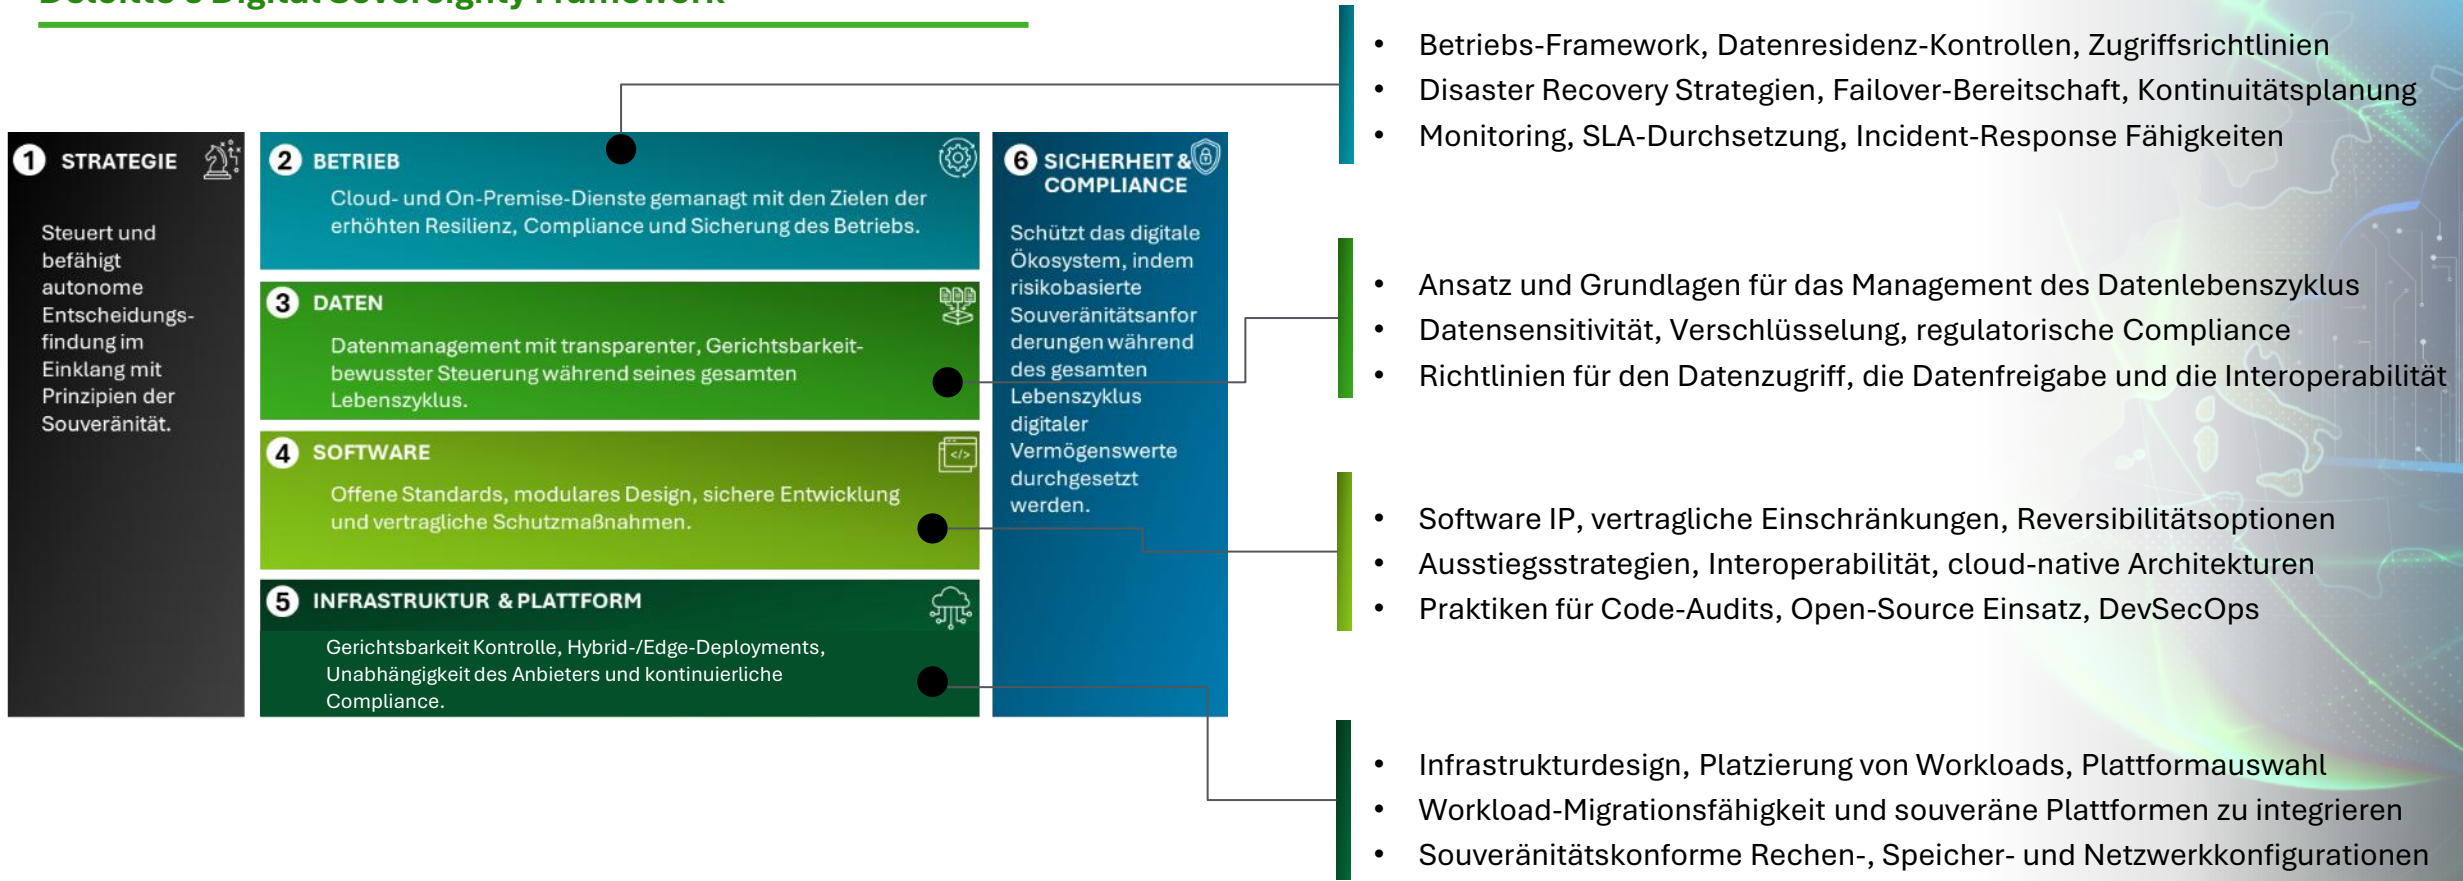 Deloitte's Digital Sovereignty Framework
1 STRATEGIE
Steuert und
befähigt
autonome
Entscheidungs-
findung im
Einklang mit
Prinzipien der
Souveränität.
2 BETRIEB
Cloud- und On-Premise-Dienste gemanagt mit den Zielen der
erhöhten Resilienz, Compliance und Sicherung des Betriebs.
3 DATEN
Datenmanagement mit transparenter, Gerichtsbarkeit-
bewusster Steuerung während seines gesamten
Lebenszyklus.
4 SOFTWARE
Offene Standards, modulares Design, sichere Entwicklung
und vertragliche Schutzmaßnahmen.
5 INFRASTRUKTUR & PLATTFORM
Gerichtsbarkeit Kontrolle, Hybrid-/Edge-Deployments,
Unabhängigkeit des Anbieters und kontinuierliche
Compliance.
6 SICHERHEIT &
COMPLIANCE
Schützt das digitale
Ökosystem, indem
risikobasierte
Souveränitätsanfor
derungen während
des gesamten
Lebenszyklus
digitaler
Vermögenswerte
durchgesetzt
werden.
• Betriebs-Framework, Datenresidenz-Kontrollen, Zugriffsrichtlinien
• Disaster Recovery Strategien, Failover-Bereitschaft, Kontinuitätsplanung
• Monitoring, SLA-Durchsetzung, Incident-Response Fähigkeiten
• Ansatz und Grundlagen für das Management des Datenlebenszyklus
• Datensensitivität, Verschlüsselung, regulatorische Compliance
• Richtlinien für den Datenzugriff, die Datenfreigabe und die Interoperabilität
• Software IP, vertragliche Einschränkungen, Reversibilitätsoptionen
• Ausstiegsstrategien, Interoperabilität, cloud-native Architekturen
• Praktiken für Code-Audits, Open-Source Einsatz, DevSecOps
• Infrastrukturdesign, Platzierung von Workloads, Plattformauswahl
• Workload-Migrationsfähigkeit und souveräne Plattformen zu integrieren
• Souveränitätskonforme Rechen-, Speicher- und Netzwerkkonfigurationen